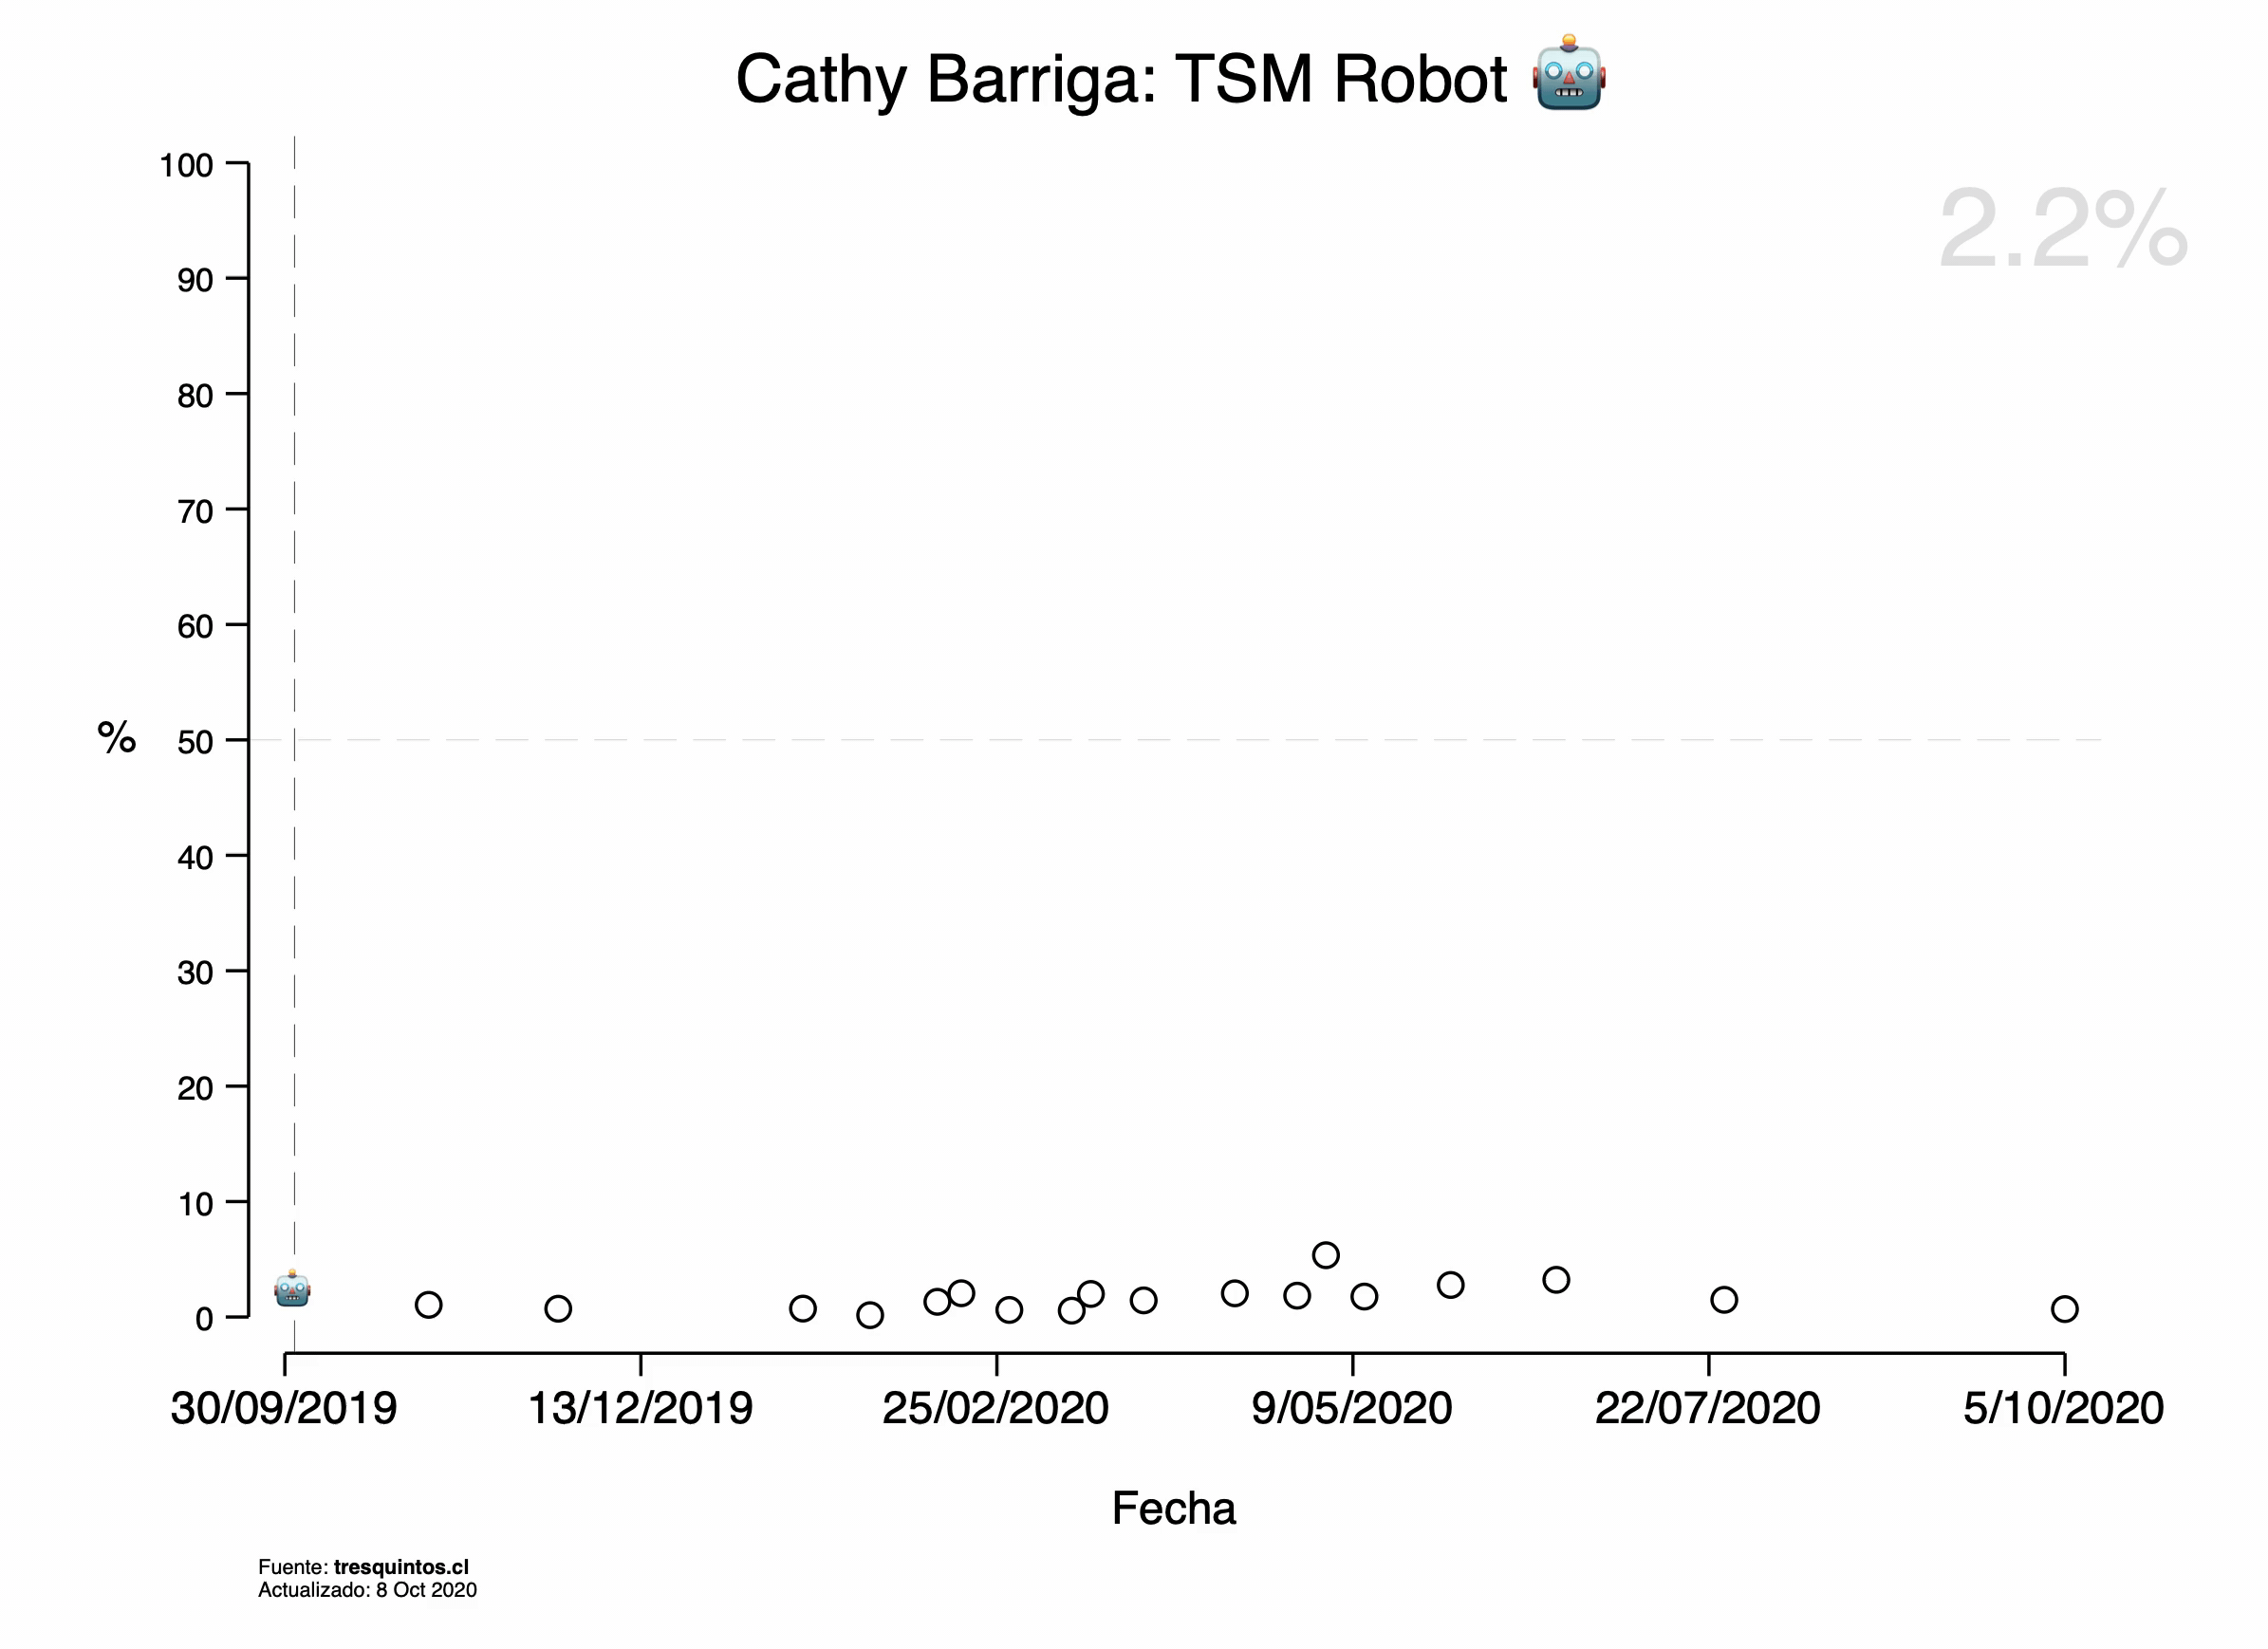 Cathy Barriga: TSM Robot 🤖
2.2%
100
90
80
70
60
50
40
30
20
10
0
%
30/09/2019 13/12/2019 25/02/2020 9/05/2020 22/07/2020 5/10/2020
Fecha
Fuente: tresquintos.cl
Actualizado: 8 Oct 2020